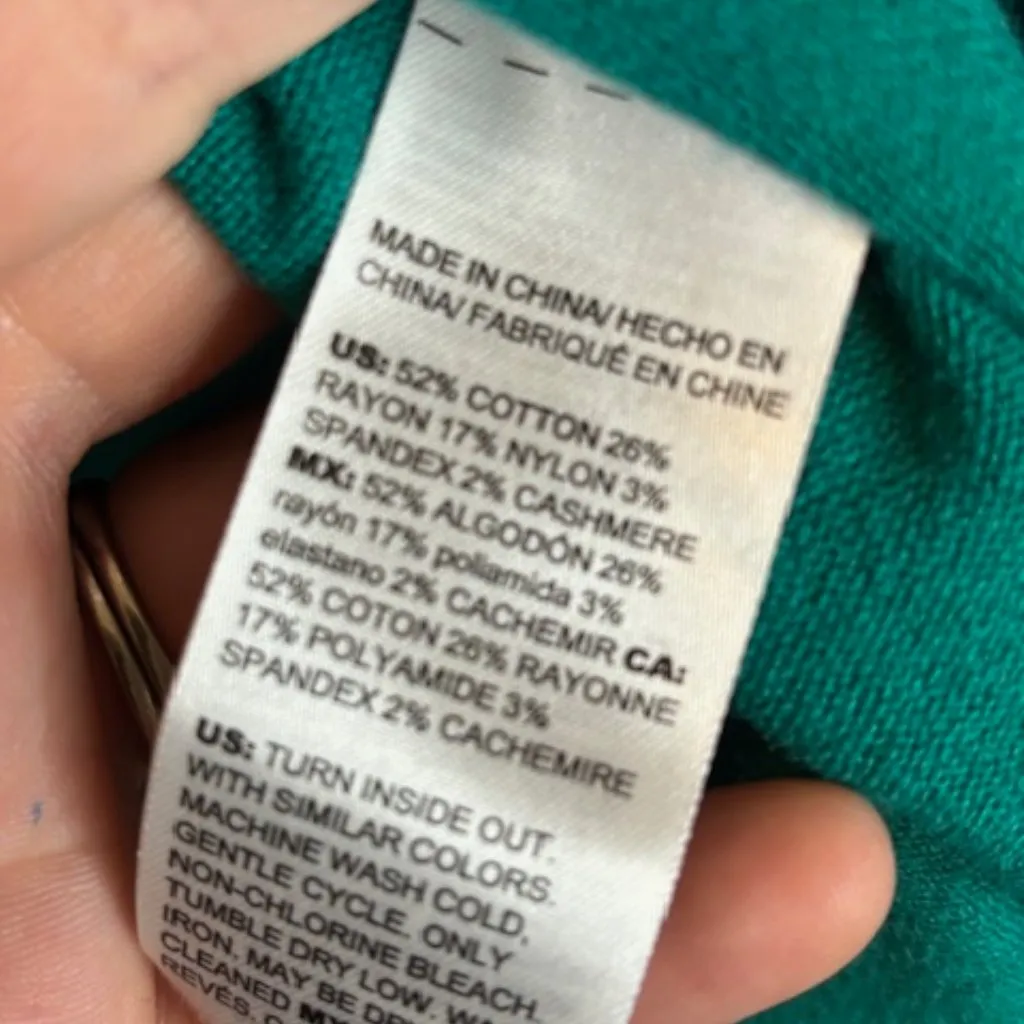 MADE IN CHINA/ HECHO EN
CHINA/ FABRIQUÉ EN CHINE
US: 52% COTTON 26%
RAYON 17% NYLON 3%
SPANDEX 2% CASHMERE
MX: 52% ALGODÓN 26%
rayón 17% poliamida 3%
elastano 2% CACHEMIR CA:
52% COTON 26% RAYONNE
17% POLYAMIDE 3%
SPANDEX 2% CACHEMIRE
US: TURN INSIDE OUT.
WITH SIMILAR COLORS.
MACHINE WASH COLD,
GENTLE CYCLE. ONLY
NON-CHLORINE BLEACH.
TUMBLE DRY LOW.
IRON. MAY BE
CLEANED
REVÉS.